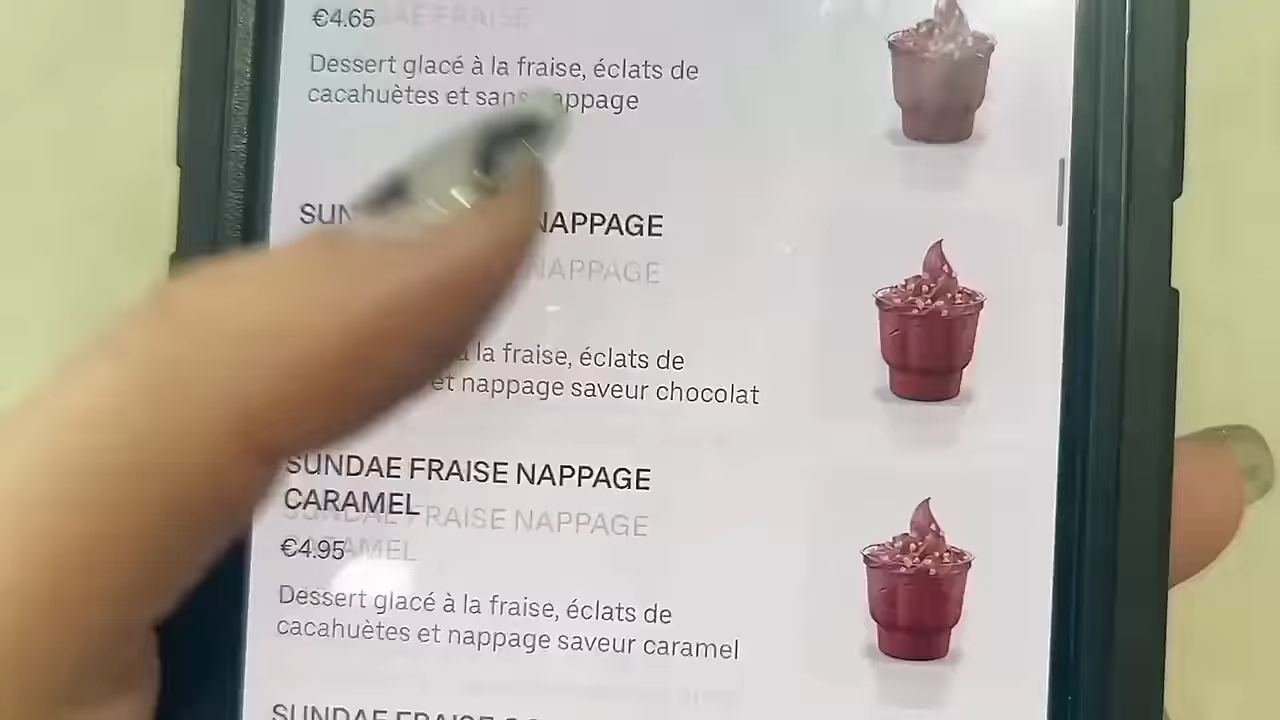 €4.65
Dessert glacé à la fraise, éclats de
cacahuètes et sans nappage
NAPPAGE
la fraise, éclats de
et nappage saveur chocolat
SUNDAE FRAISE NAPPAGE
CARAMEL
€4.95
Dessert glacé à la fraise, éclats de
cacahuètes et nappage saveur caramel
SUNDAE FRAISE